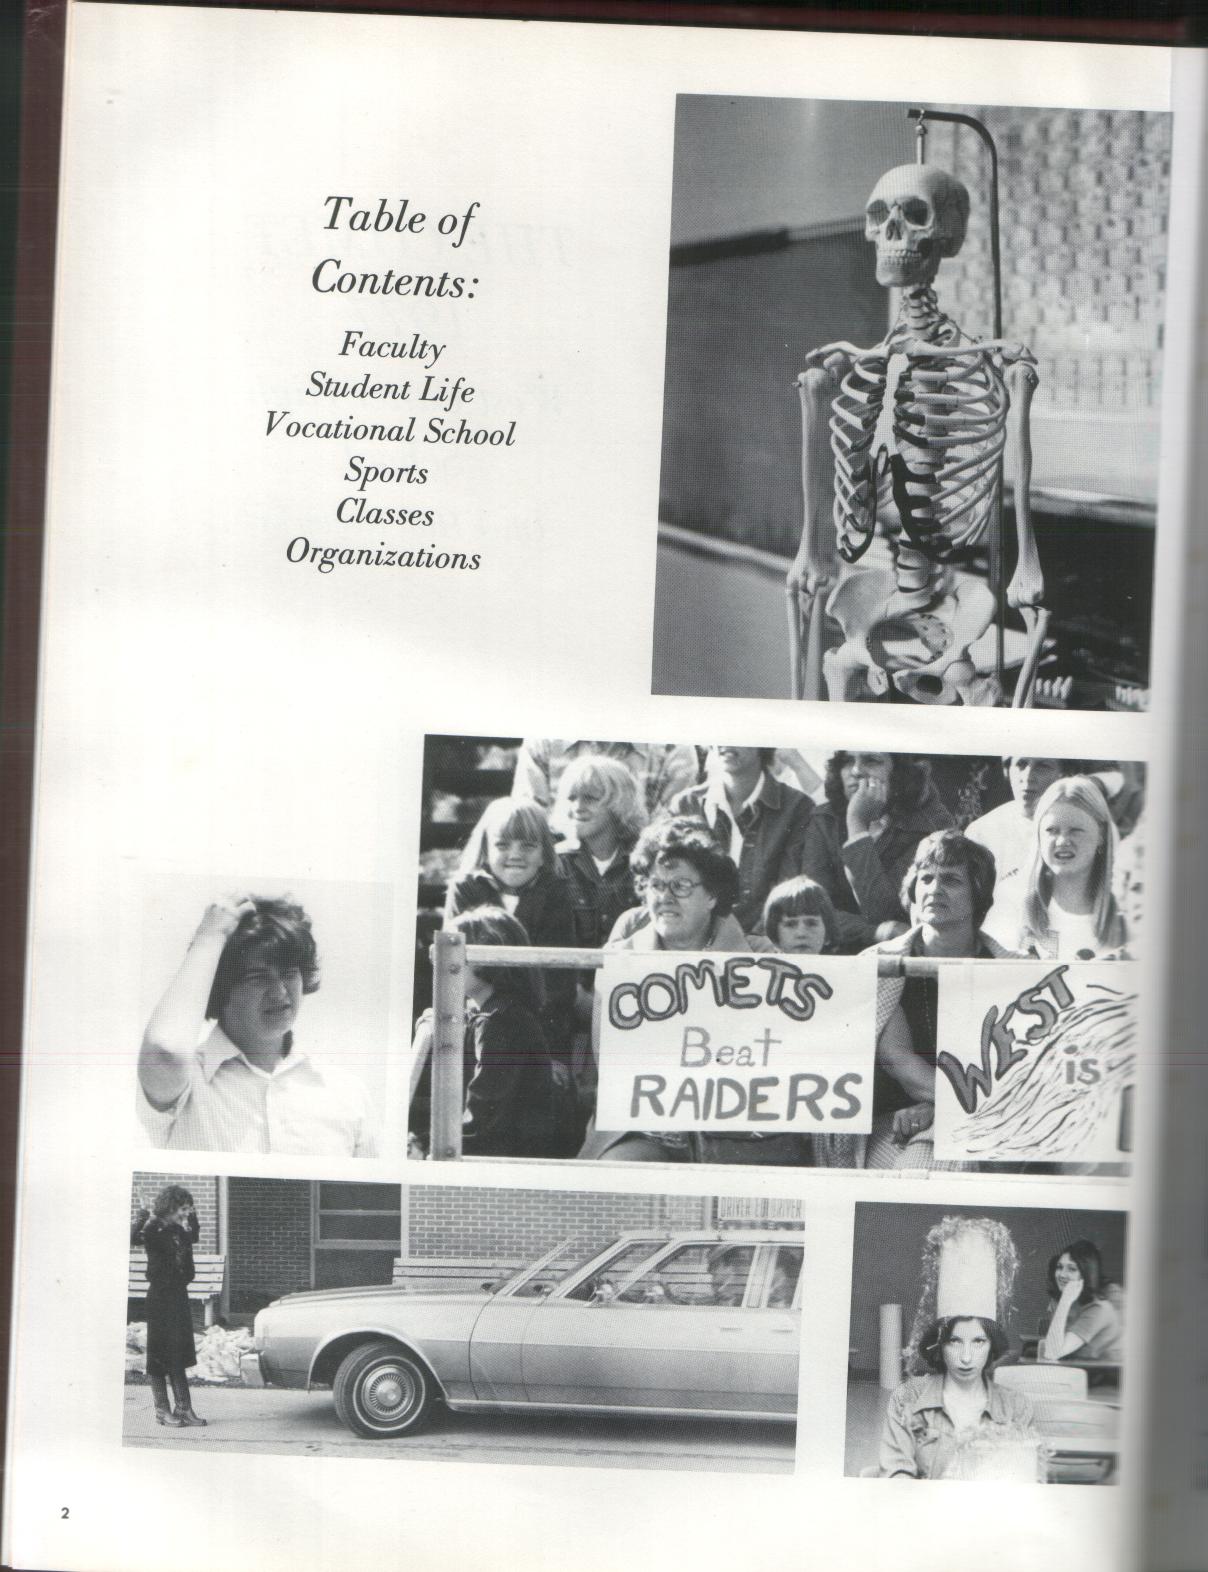 Table of
Contents:
Faculty
Student Life
Vocational School
Sports
Classes
Organizations
COMETS
Beat
RAIDERS
WEST
is
DRIVER
DRIVER
2